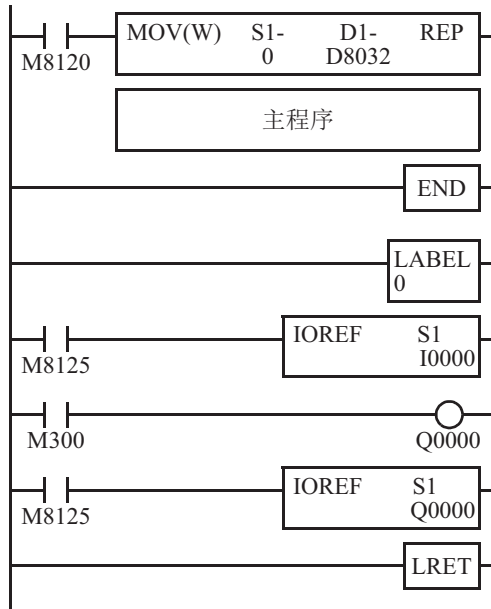 MOV(W) S1- D1- REP
0 D8032
M8120
主程序
END
LABEL
0
IOREF S1
I0000
M8125
M300
Q0000
IOREF S1
Q0000
M8125
LRET